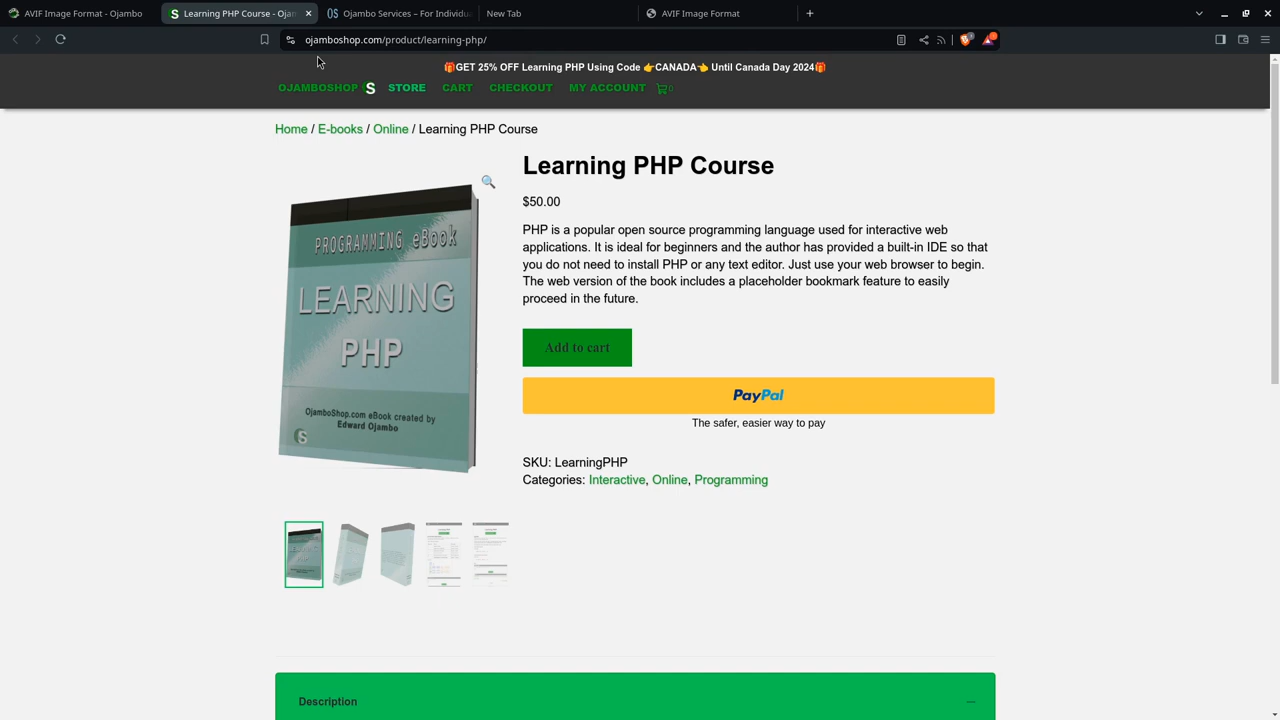 AVIF Image Format - Ojambo
Learning PHP Course - Ojam
Ojambo Services – For Individua
New Tab
AVIF Image Format
ojamboshop.com/product/learning-php/
🎁GET 25% OFF Learning PHP Using Code 👉CANADA👈 Until Canada Day 2024🎁
OJAMBOSHOP S STORE CART CHECKOUT MY ACCOUNT 0
Home / E-books / Online / Learning PHP Course
Learning PHP Course
$50.00
PHP is a popular open source programming language used for interactive web
applications. It is ideal for beginners and the author has provided a built-in IDE so that
you do not need to install PHP or any text editor. Just use your web browser to begin.
The web version of the book includes a placeholder bookmark feature to easily
proceed in the future.
PROGRAMMING eBook
LEARNING
PHP
OjamboShop.com eBook created by
Edward Ojambo
S
Add to cart
PayPal
The safer, easier way to pay
SKU: LearningPHP
Categories: Interactive, Online, Programming
Description